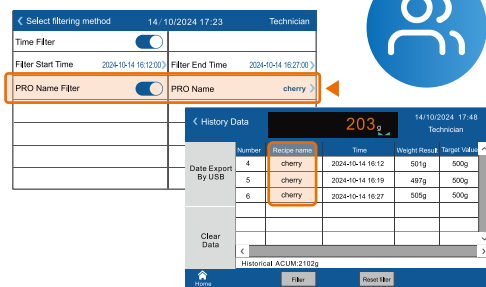 Select filtering method 14/10/2024 17:23 Technician
Time Filter
Filter Start Time 2024-10-14 16:12:00 Filter End Time 2024-10-14 16:27:00
PRO Name Filter PRO Name cherry
History Data 203g 14/10/2024 17:48
Technician
Number Recipe name Time Weight Result Target Value
4 cherry 2024-10-14 16:12 501g 500g
5 cherry 2024-10-14 16:19 497g 500g
6 cherry 2024-10-14 16:27 505g 500g
Date Export
By USB
Clear
Data
Historical ACUM:2102g
Home Filter Reset filter